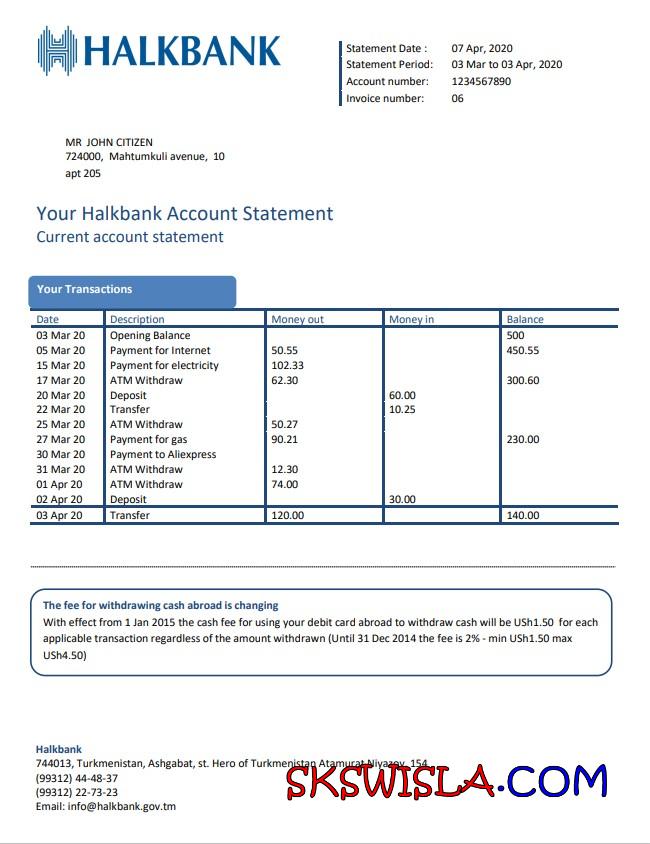 HALKBANK
Statement Date : 07 Apr, 2020
Statement Period: 03 Mar to 03 Apr, 2020
Account number: 1234567890
Invoice number: 06
MR JOHN CITIZEN
724000, Mahtumkuli avenue, 10
apt 205
Your Halkbank Account Statement
Current account statement
Your Transactions
Date Description Money out Money in Balance
03 Mar 20 Opening Balance 500
05 Mar 20 Payment for Internet 50.55 450.55
15 Mar 20 Payment for electricity 102.33
17 Mar 20 ATM Withdraw 62.30 300.60
20 Mar 20 Deposit 60.00
22 Mar 20 Transfer 10.25
25 Mar 20 ATM Withdraw 50.27
27 Mar 20 Payment for gas 90.21 230.00
30 Mar 20 Payment to Aliexpress
31 Mar 20 ATM Withdraw 12.30
01 Apr 20 ATM Withdraw 74.00
02 Apr 20 Deposit 30.00
03 Apr 20 Transfer 120.00 140.00
The fee for withdrawing cash abroad is changing
With effect from 1 Jan 2015 the cash fee for using your debit card abroad to withdraw cash will be USh1.50 for each
applicable transaction regardless of the amount withdrawn (Until 31 Dec 2014 the fee is 2% - min USh1.50 max
USh4.50)
Halkbank
744013, Turkmenistan, Ashgabat, st. Hero of Turkmenistan Atamurat Niyazov, 154
(99312) 44-48-37
(99312) 22-73-23
Email: info@halkbank.gov.tm
SKSWISLA.COM